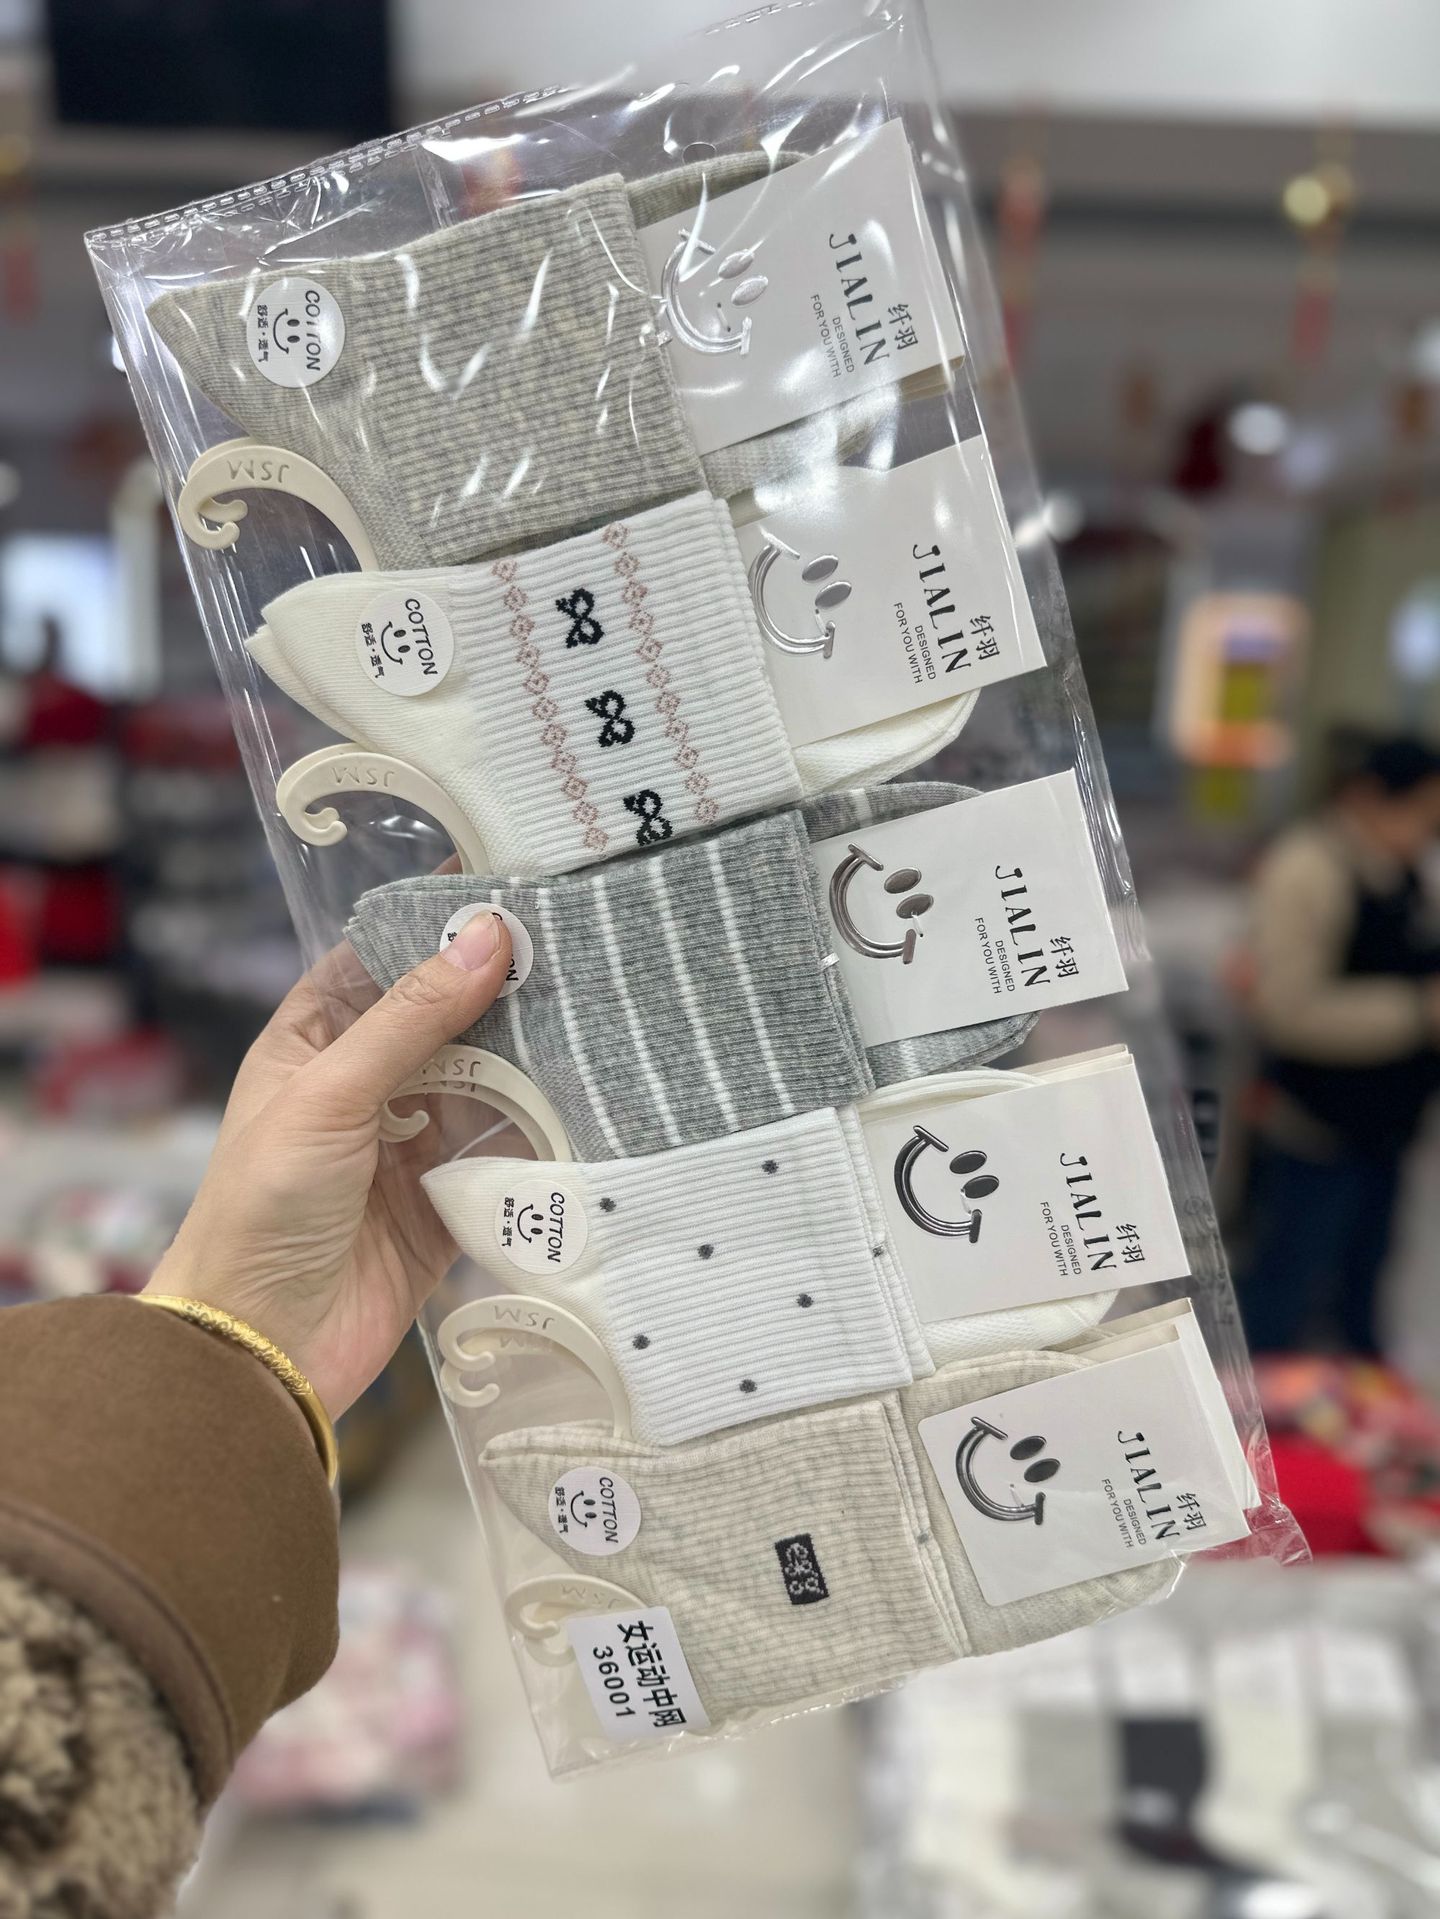 COTTON
舒适·透气
JSM
JIALIN
纤羽
DESIGNED
FOR YOU WITH
COTTON
舒适·透气
JSM
JIALIN
纤羽
DESIGNED
FOR YOU WITH
JSM
JSM
JIALIN
纤羽
DESIGNED
FOR YOU WITH
COTTON
舒适·透气
JSM
JIALIN
纤羽
DESIGNED
FOR YOU WITH
COTTON
舒适·透气
JSM
JIALIN
纤羽
DESIGNED
FOR YOU WITH
女运动中网
36001